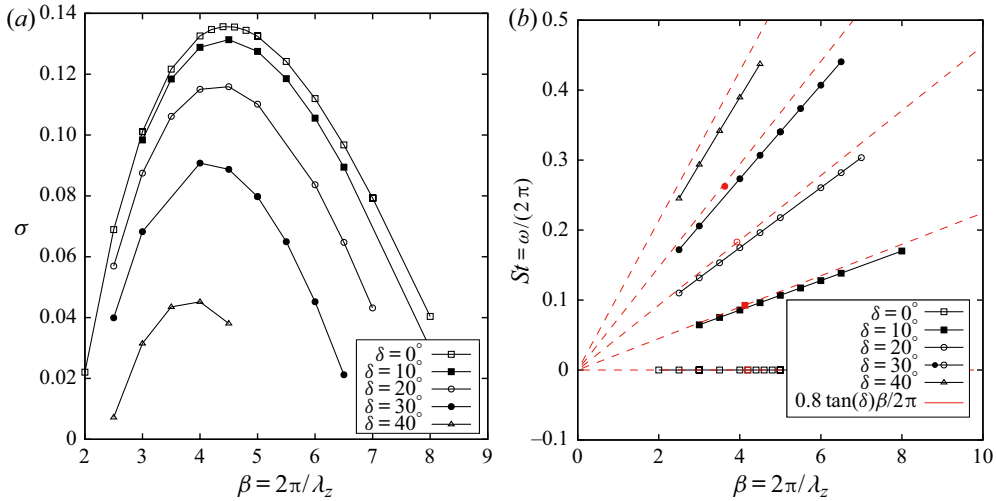 (a)
0.14
0.12
0.10
0.08
σ
0.06
0.04
0.02
0
2 3 4 5 6 7 8 9
β = 2π/λz
δ = 0°
δ = 10°
δ = 20°
δ = 30°
δ = 40°
(b)
0.5
0.4
0.3
St = ω/(2π)
0.2
0.1
0
−0.1
0 2 4 6 8 10
β = 2π/λz
δ = 0°
δ = 10°
δ = 20°
δ = 30°
δ = 40°
0.8 tan(δ)β/2π